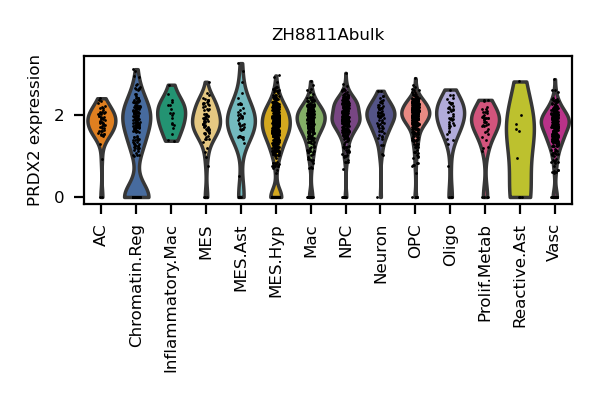 ZH8811Abulk
PRDX2 expression
2
0
AC
Chromatin.Reg
Inflammatory.Mac
MES
MES.Ast
MES.Hyp
Mac
NPC
Neuron
OPC
Oligo
Prolif.Metab
Reactive.Ast
Vasc